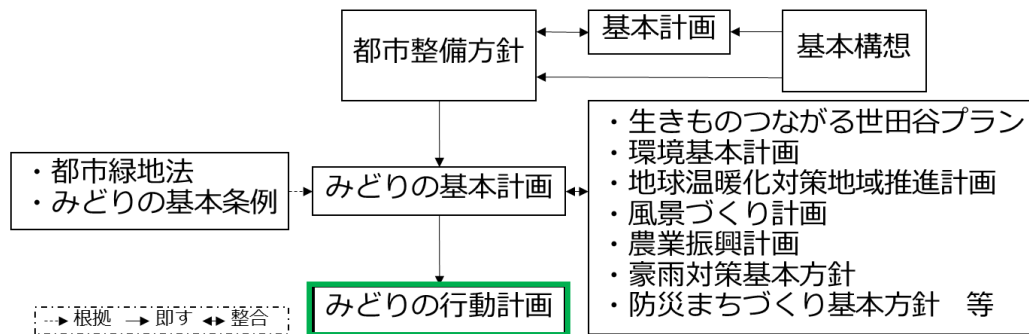 都市整備方針
基本計画
基本構想
・都市緑地法
・みどりの基本条例
みどりの基本計画
・生きものつながる世田谷プラン
・環境基本計画
・地球温暖化対策地域推進計画
・風景づくり計画
・農業振興計画
・豪雨対策基本方針
・防災まちづくり基本方針　等
みどりの行動計画
根拠 即す 整合